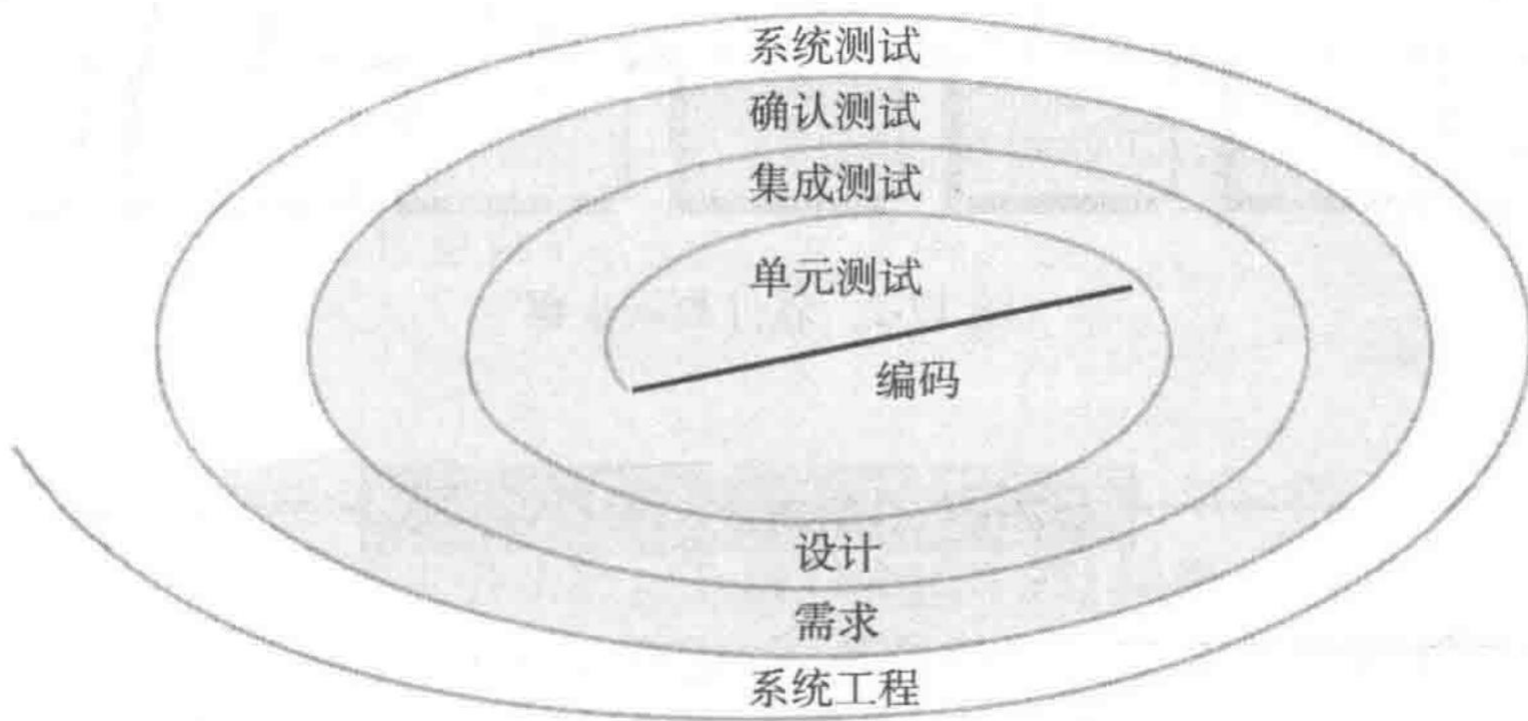 系统测试
确认测试
集成测试
单元测试
编码
设计
需求
系统工程